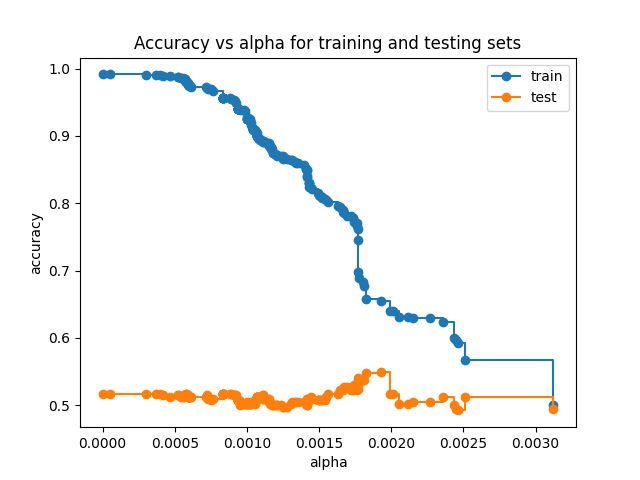 Accuracy vs alpha for training and testing sets
train
test
accuracy
1.0
0.9
0.8
0.7
0.6
0.5
0.0000
0.0005
0.0010
0.0015
0.0020
0.0025
0.0030
alpha